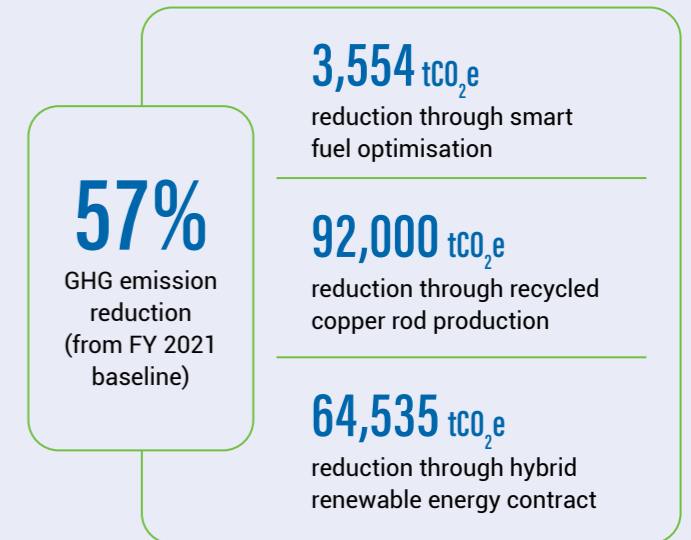 57%
GHG emission
reduction
(from FY 2021
baseline)
3,554 tCO₂e
reduction through smart
fuel optimisation
92,000 tCO₂e
reduction through recycled
copper rod production
64,535 tCO₂e
reduction through hybrid
renewable energy contract